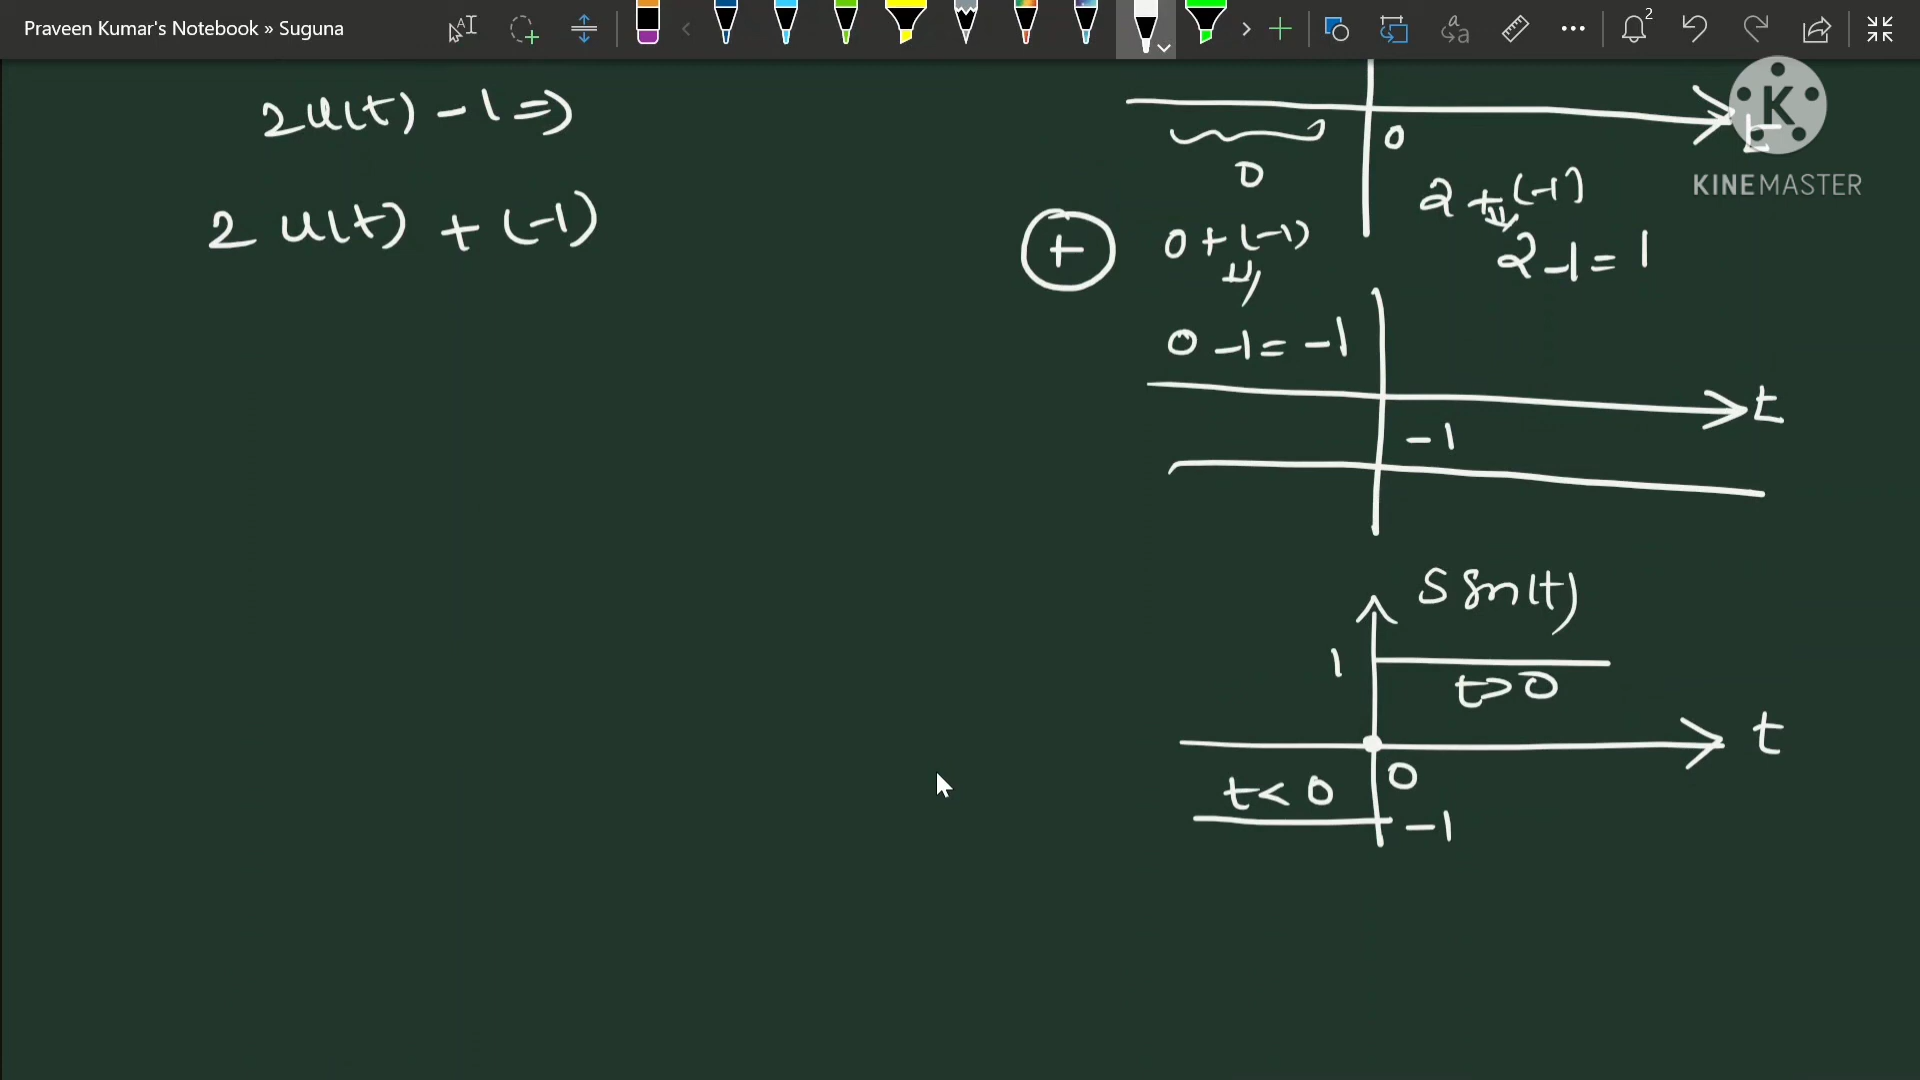 Praveen Kumar's Notebook » Suguna
2
2u(t) - 1 =>
2 u(t) + (-1)
0
0
t
KINEMASTER
2 + (-1)
2 - 1 = 1
+
0 + (-1)
0 - 1 = -1
t
-1
Sgn(t)
1
t > 0
t
t < 0
0
-1